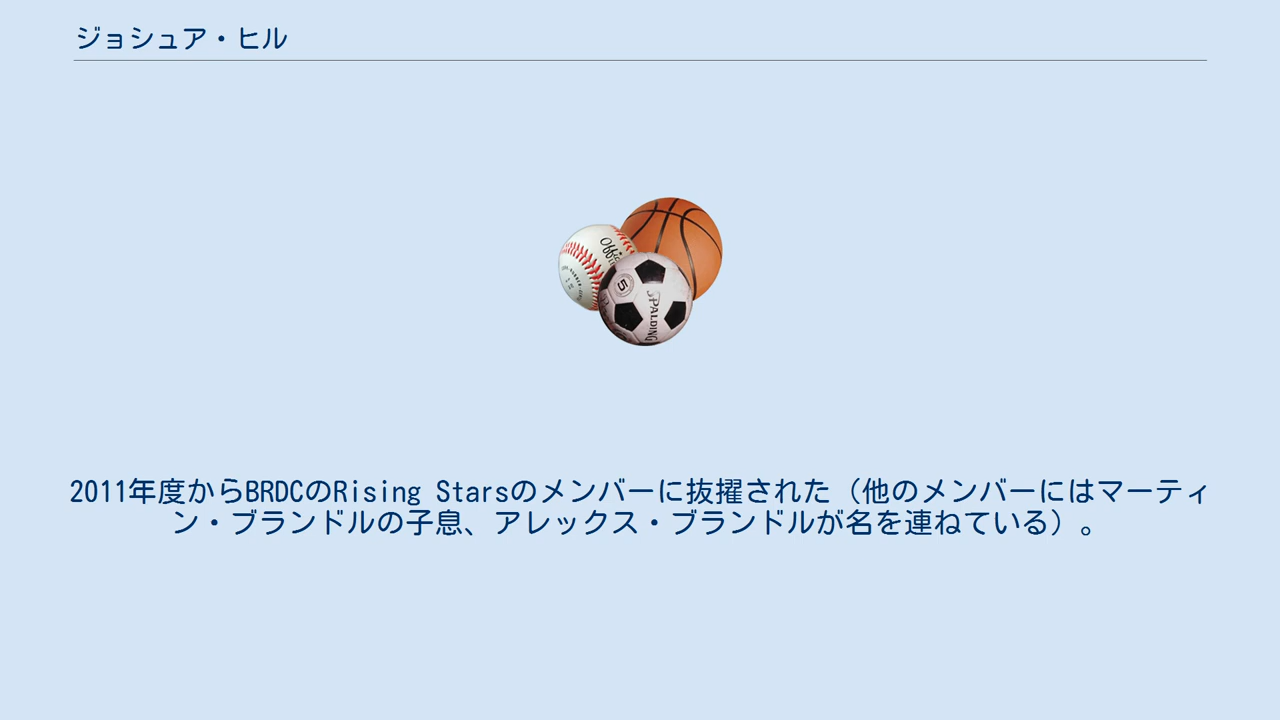 ジョシュア・ヒル
Offic
5
SPALDING
2011年度からBRDCのRising Starsのメンバーに抜擢された（他のメンバーにはマーティ
ン・ブランドルの子息、アレックス・ブランドルが名を連ねている）。